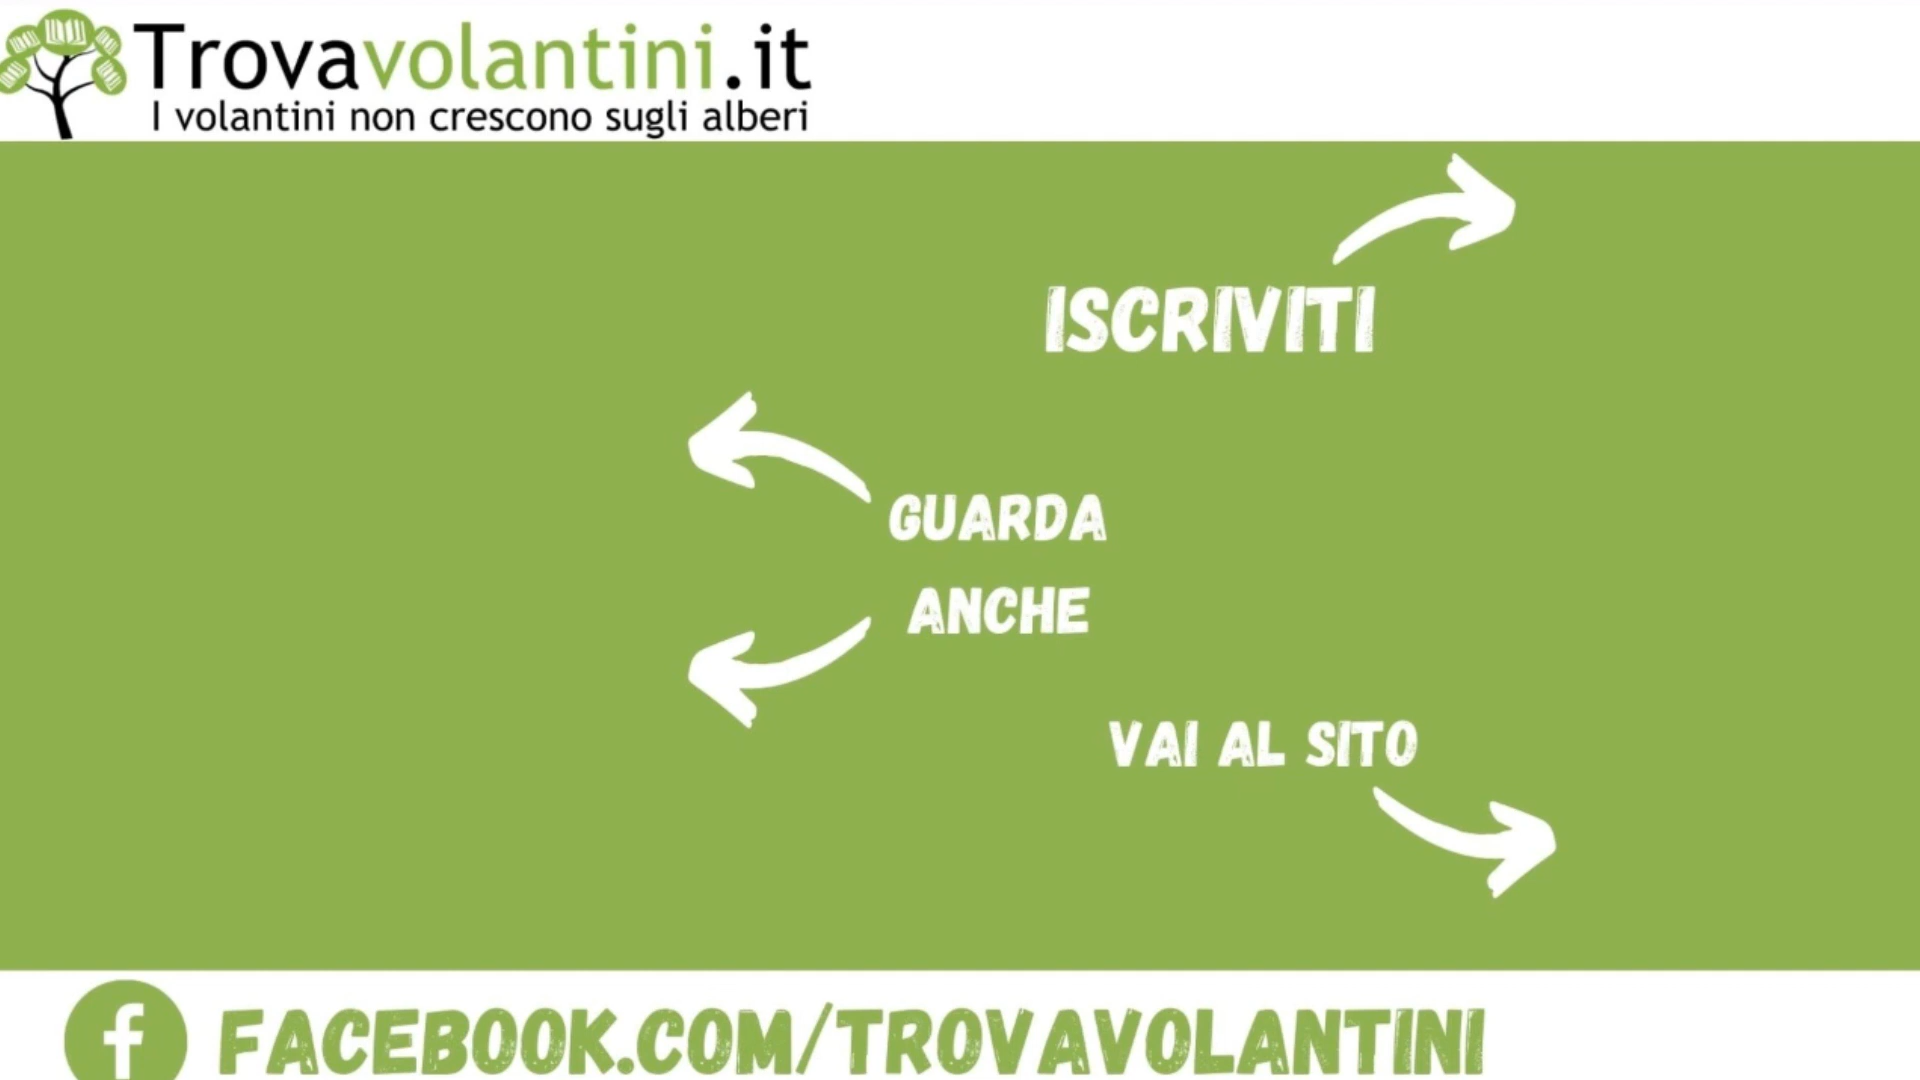 Trovavolantini.it
I volantini non crescono sugli alberi
ISCRIVITI
GUARDA
ANCHE
VAI AL SITO
f FACEBOOK.COM/TROVAVOLANTINI